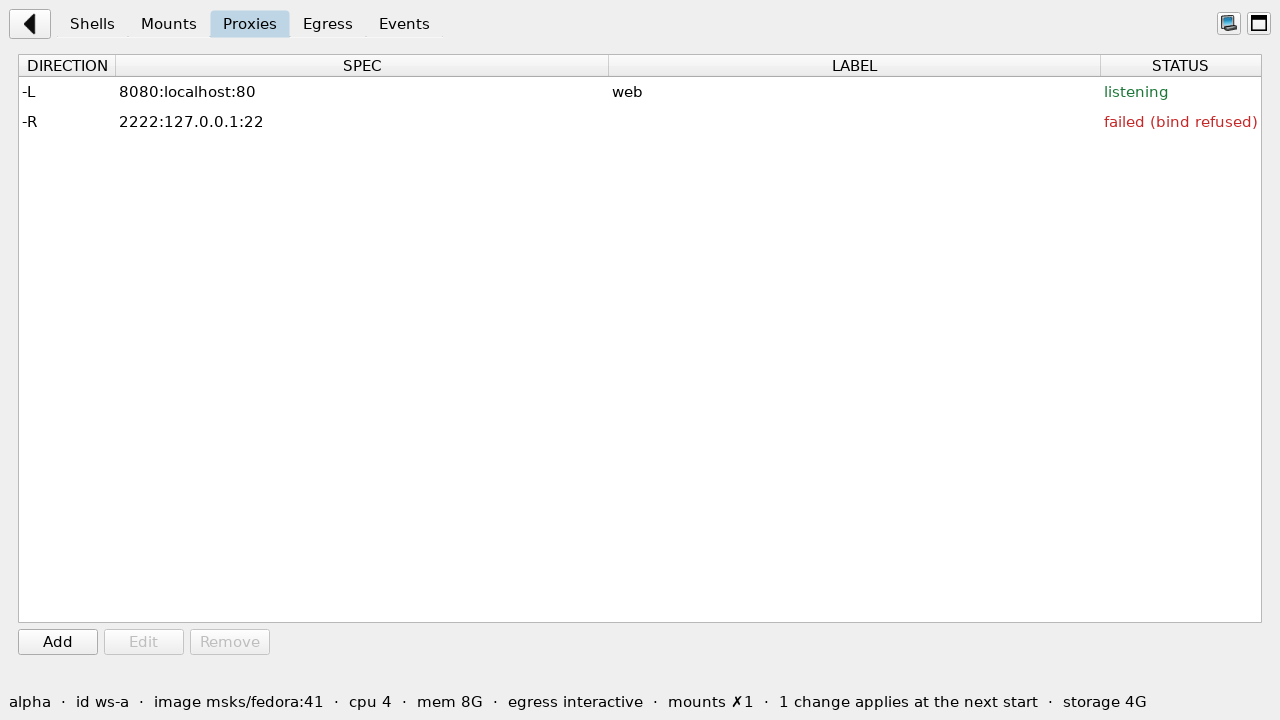 Shells Mounts Proxies Egress Events
DIRECTION SPEC LABEL STATUS
-L 8080:localhost:80 web listening
-R 2222:127.0.0.1:22 failed (bind refused)
Add Edit Remove
alpha · id ws-a · image msks/fedora:41 · cpu 4 · mem 8G · egress interactive · mounts ✗1 · 1 change applies at the next start · storage 4G